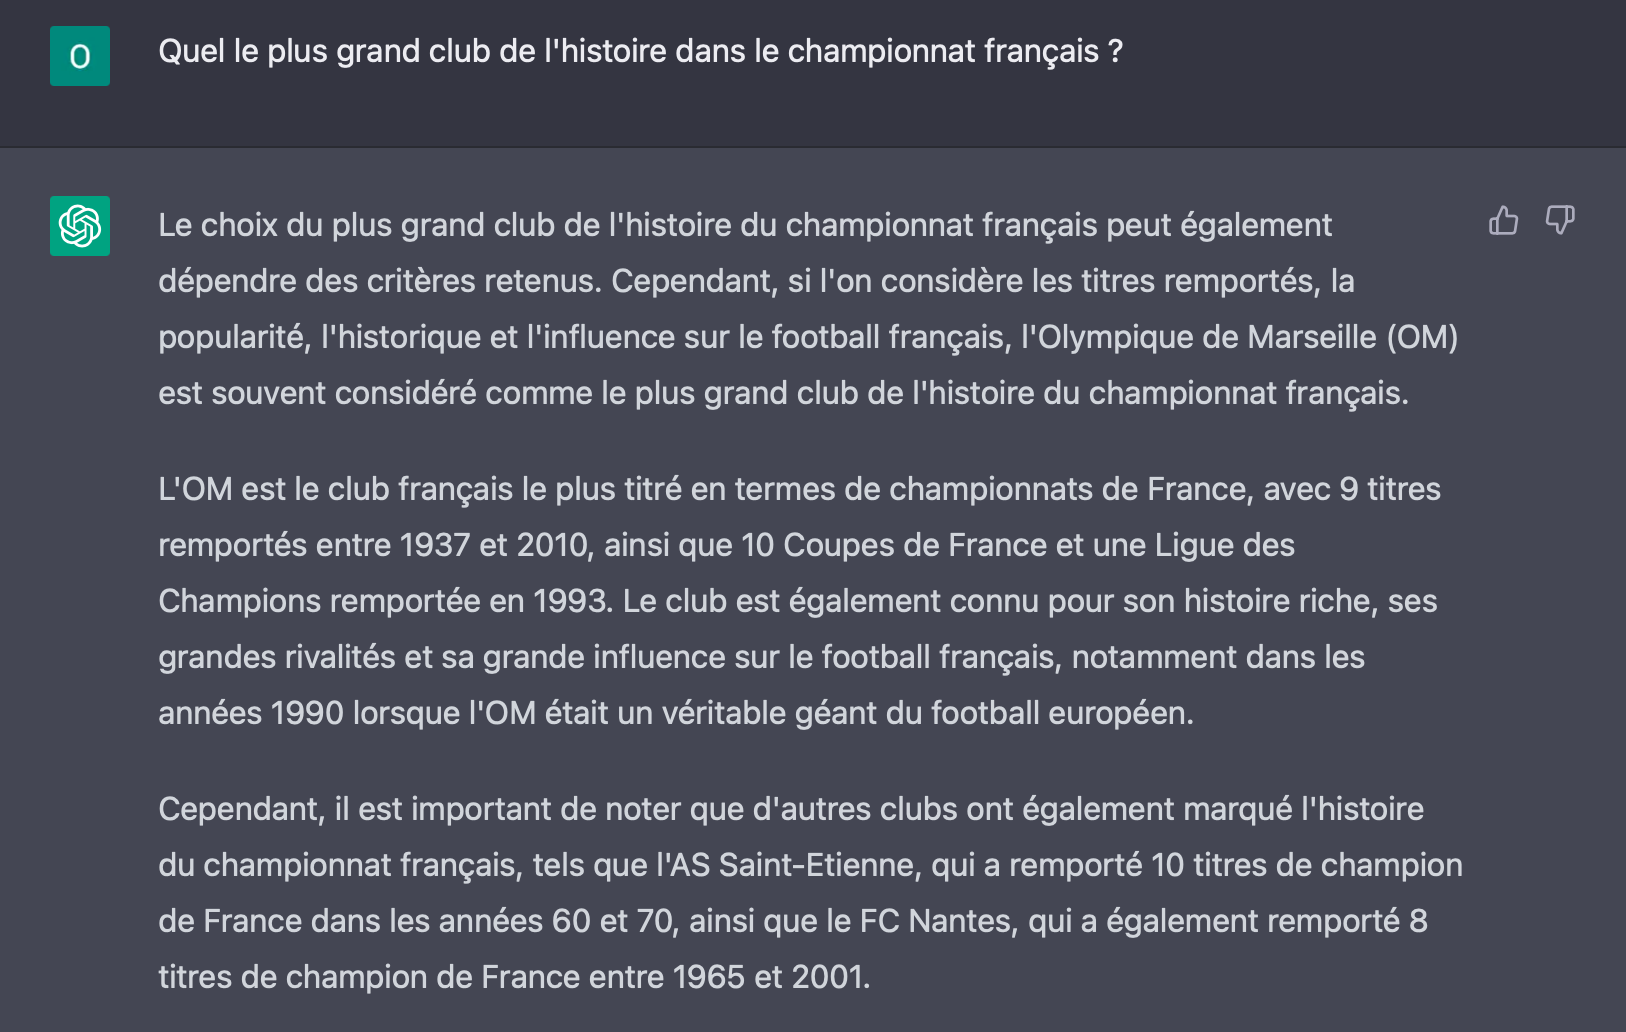 O
Quel le plus grand club de l'histoire dans le championnat français ?
Le choix du plus grand club de l'histoire du championnat français peut également
dépendre des critères retenus. Cependant, si l'on considère les titres remportés, la
popularité, l'historique et l'influence sur le football français, l'Olympique de Marseille (OM)
est souvent considéré comme le plus grand club de l'histoire du championnat français.
L'OM est le club français le plus titré en termes de championnats de France, avec 9 titres
remportés entre 1937 et 2010, ainsi que 10 Coupes de France et une Ligue des
Champions remportée en 1993. Le club est également connu pour son histoire riche, ses
grandes rivalités et sa grande influence sur le football français, notamment dans les
années 1990 lorsque l'OM était un véritable géant du football européen.
Cependant, il est important de noter que d'autres clubs ont également marqué l'histoire
du championnat français, tels que l'AS Saint-Etienne, qui a remporté 10 titres de champion
de France dans les années 60 et 70, ainsi que le FC Nantes, qui a également remporté 8
titres de champion de France entre 1965 et 2001.